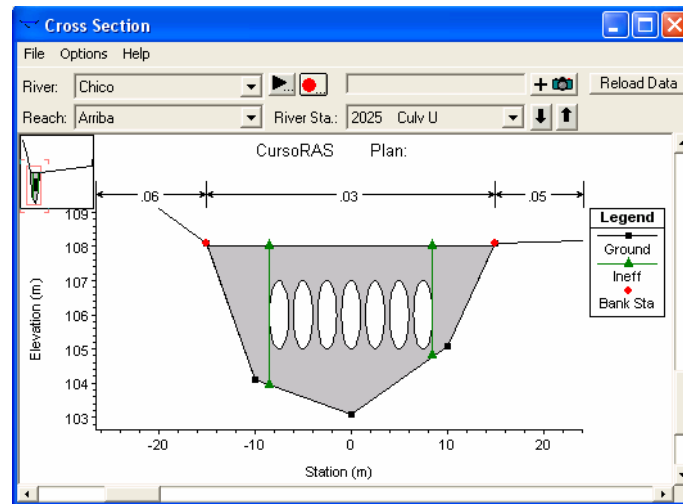 Cross Section
File Options Help
River: Chico
Reload Data
Reach: Arriba River Sta.: 2025 Culv U
CursoRAS Plan:
.06 .03 .05
109
108
107
106
105
104
103
Elevation (m)
-20 -10 0 10 20
Station (m)
Legend
Ground
Ineff
Bank Sta